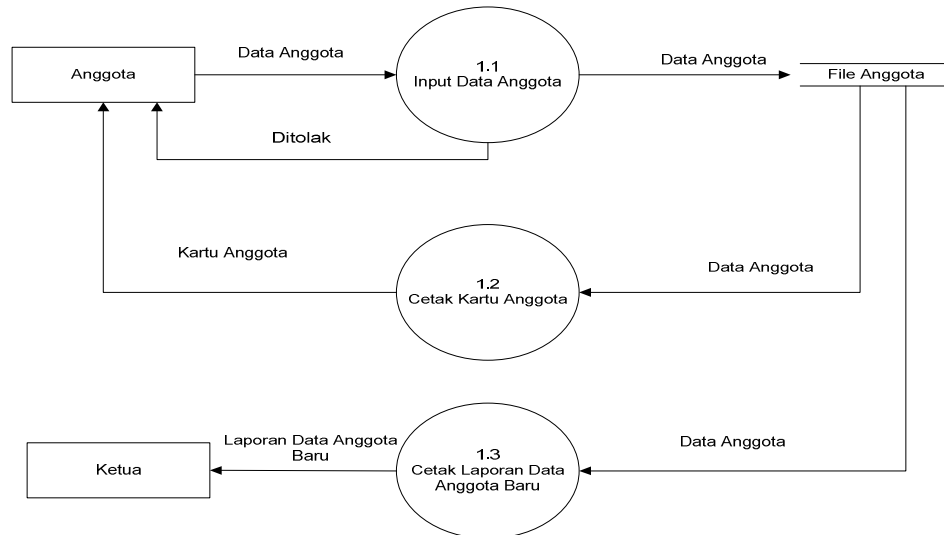 Data Anggota
1.1
Input Data Anggota
Data Anggota
Anggota
File Anggota
Ditolak
Kartu Anggota
1.2
Cetak Kartu Anggota
Data Anggota
Laporan Data Anggota
Baru
1.3
Cetak Laporan Data
Anggota Baru
Data Anggota
Ketua